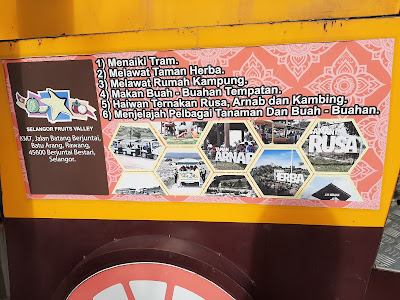 1) Menaiki Tram.
2) Melawat Taman Herba.
3) Melawat Rumah Kampung.
4) Makan Buah - Buahan Tempatan.
5) Haiwan Ternakan Rusa, Arnab dan Kambing.
6) Menjelajah Pelbagai Tanaman Dan Buah - Buahan.
SELANGOR FRUITS VALLEY
KM7, Jalan Batang Berjuntai,
Batu Arang, Rawang,
45600 Berjuntai Bestari,
Selangor.
ARNAB
HERBA
RUSA